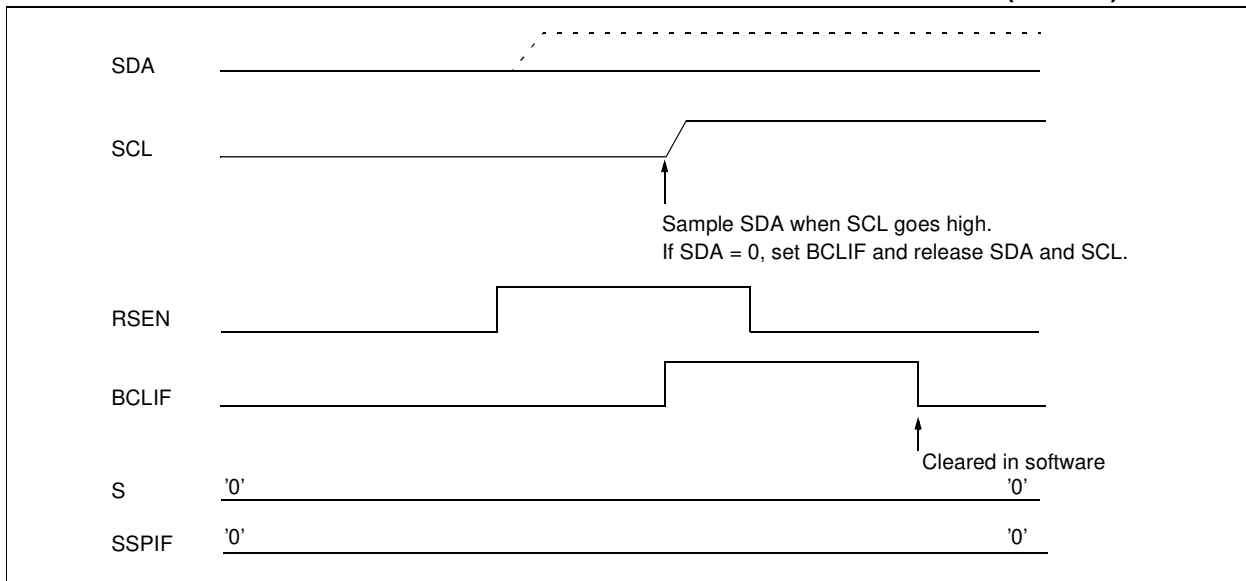 SDA
SCL
Sample SDA when SCL goes high.
If SDA = 0, set BCLIF and release SDA and SCL.
RSEN
BCLIF
Cleared in software
S '0' '0'
SSPIF '0' '0'